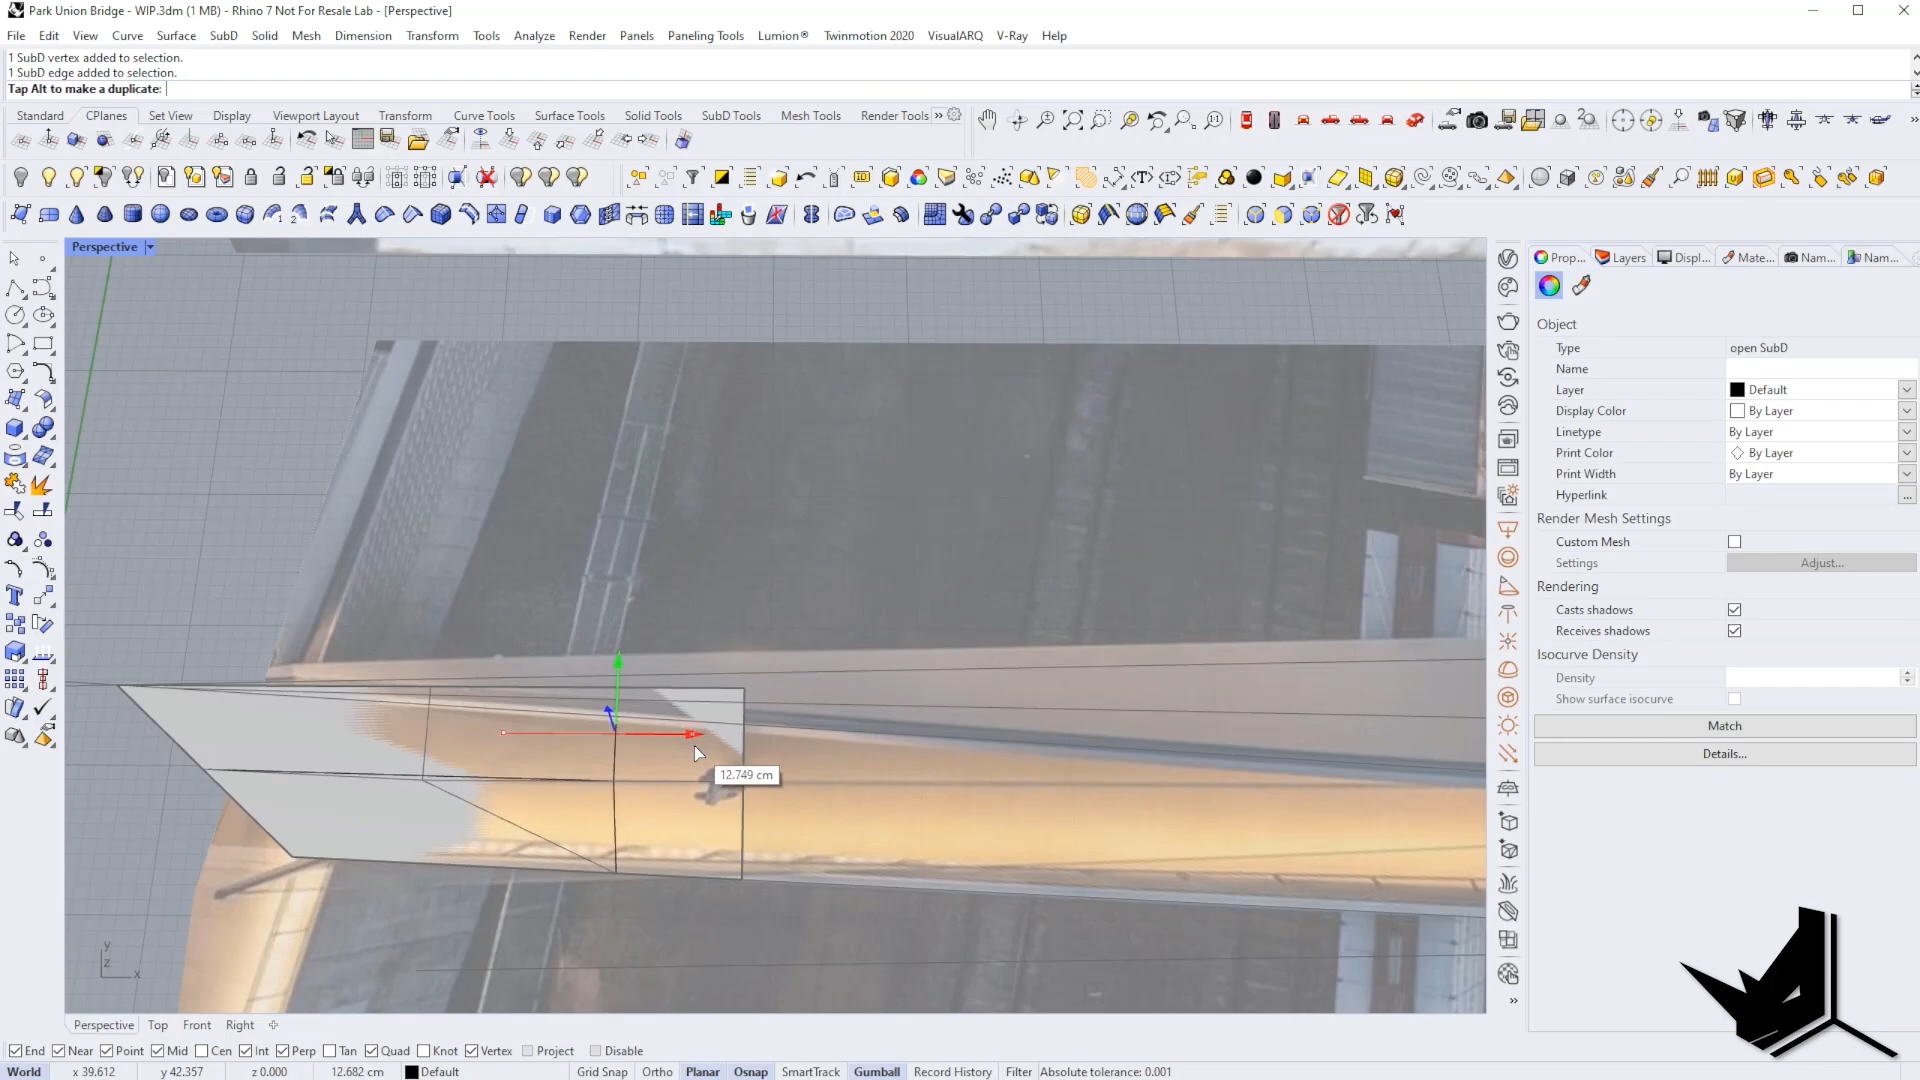 Park Union Bridge - WIP.3dm (1 MB) - Rhino 7 Not For Resale Lab - [Perspective]
File Edit View Curve Surface SubD Solid Mesh Dimension Transform Tools Analyze Render Panels Paneling Tools Lumion® Twinmotion 2020 VisualARQ V-Ray Help
1 SubD vertex added to selection.
1 SubD edge added to selection.
Tap Alt to make a duplicate:
Standard CPlanes Set View Display Viewport Layout Transform Curve Tools Surface Tools Solid Tools SubD Tools Mesh Tools Render Tools »
Perspective
Prop... Layers Displ... Mate... Nam... Nam...
Object
Type open SubD
Name
Layer Default
Display Color By Layer
Linetype By Layer
Print Color By Layer
Print Width By Layer
Hyperlink ...
Render Mesh Settings
Custom Mesh
Settings Adjust...
Rendering
Casts shadows
Receives shadows
Isocurve Density
Density
Show surface isocurve
Match
Details...
12.749 cm
y
z
x
Perspective Top Front Right
End Near Point Mid Cen Int Perp Tan Quad Knot Vertex Project Disable
World x 39.612 y 42.357 z 0.000 12.682 cm Default Grid Snap Ortho Planar Osnap SmartTrack Gumball Record History Filter Absolute tolerance: 0.001